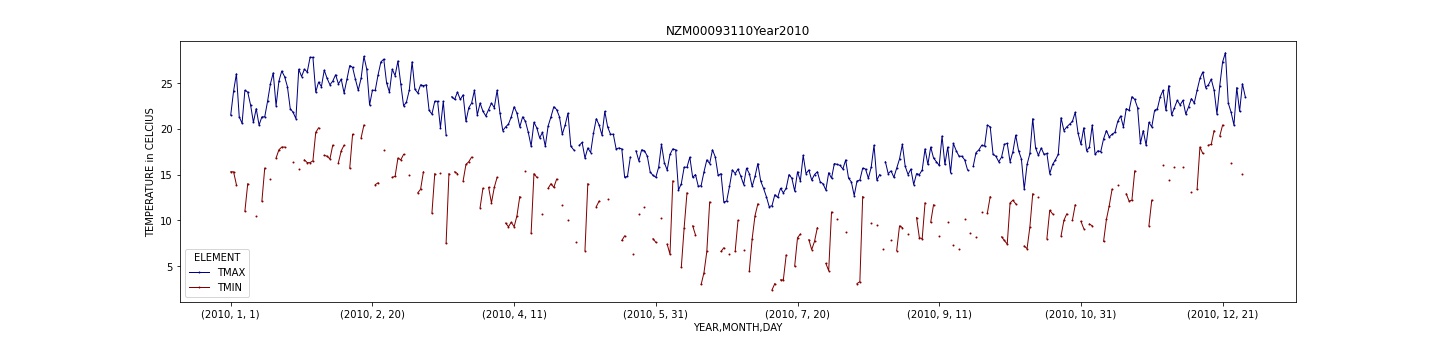 NZM00093110Year2010
TEMPERATURE in CELCIUS
25
20
15
10
5
ELEMENT
TMAX
TMIN
(2010, 1, 1) (2010, 2, 20) (2010, 4, 11) (2010, 5, 31) (2010, 7, 20) (2010, 9, 11) (2010, 10, 31) (2010, 12, 21)
YEAR,MONTH,DAY